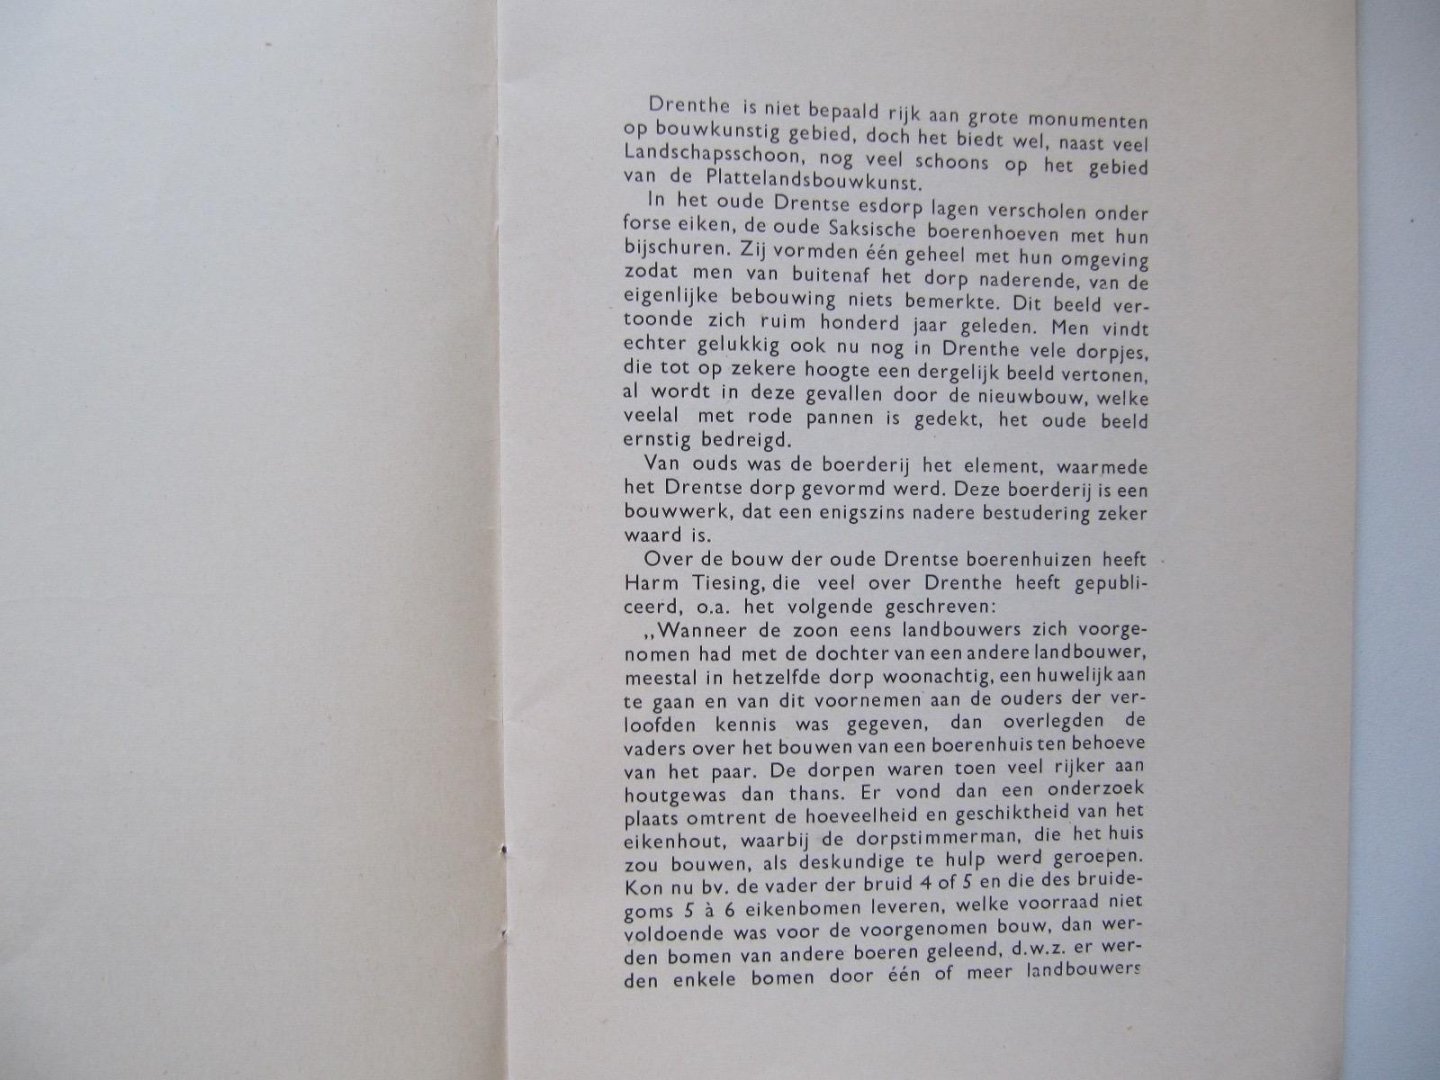 Drenthe is niet bepaald rijk aan grote monumenten
op bouwkunstig gebied, doch het biedt wel, naast veel
Landschapsschoon, nog veel schoons op het gebied
van de Plattelandsbouwkunst.
In het oude Drentse esdorp lagen verscholen onder
forse eiken, de oude Saksische boerenhoeven met hun
bijschuren. Zij vormden één geheel met hun omgeving
zodat men van buitenaf het dorp naderende, van de
eigenlijke bebouwing niets bemerkte. Dit beeld ver-
toonde zich ruim honderd jaar geleden. Men vindt
echter gelukkig ook nu nog in Drenthe vele dorpjes,
die tot op zekere hoogte een dergelijk beeld vertonen,
al wordt in deze gevallen door de nieuwbouw, welke
veelal met rode pannen is gedekt, het oude beeld
ernstig bedreigd.
Van ouds was de boerderij het element, waarmede
het Drentse dorp gevormd werd. Deze boerderij is een
bouwwerk, dat een enigszins nadere bestudering zeker
waard is.
Over de bouw der oude Drentse boerenhuizen heeft
Harm Tiesing, die veel over Drenthe heeft gepubli-
ceerd, o.a. het volgende geschreven:
,,Wanneer de zoon eens landbouwers zich voorge-
nomen had met de dochter van een andere landbouwer,
meestal in hetzelfde dorp woonachtig, een huwelijk aan
te gaan en van dit voornemen aan de ouders der ver-
loofden kennis was gegeven, dan overlegden de
vaders over het bouwen van een boerenhuis ten behoeve
van het paar. De dorpen waren toen veel rijker aan
houtgewas dan thans. Er vond dan een onderzoek
plaats omtrent de hoeveelheid en geschiktheid van het
eikenhout, waarbij de dorpstimmerman, die het huis
zou bouwen, als deskundige te hulp werd geroepen.
Kon nu bv. de vader der bruid 4 of 5 en die des bruide-
goms 5 à 6 eikenbomen leveren, welke voorraad niet
voldoende was voor de voorgenomen bouw, dan wer-
den bomen van andere boeren geleend, d.w.z. er wer-
den enkele bomen door één of meer landbouwers